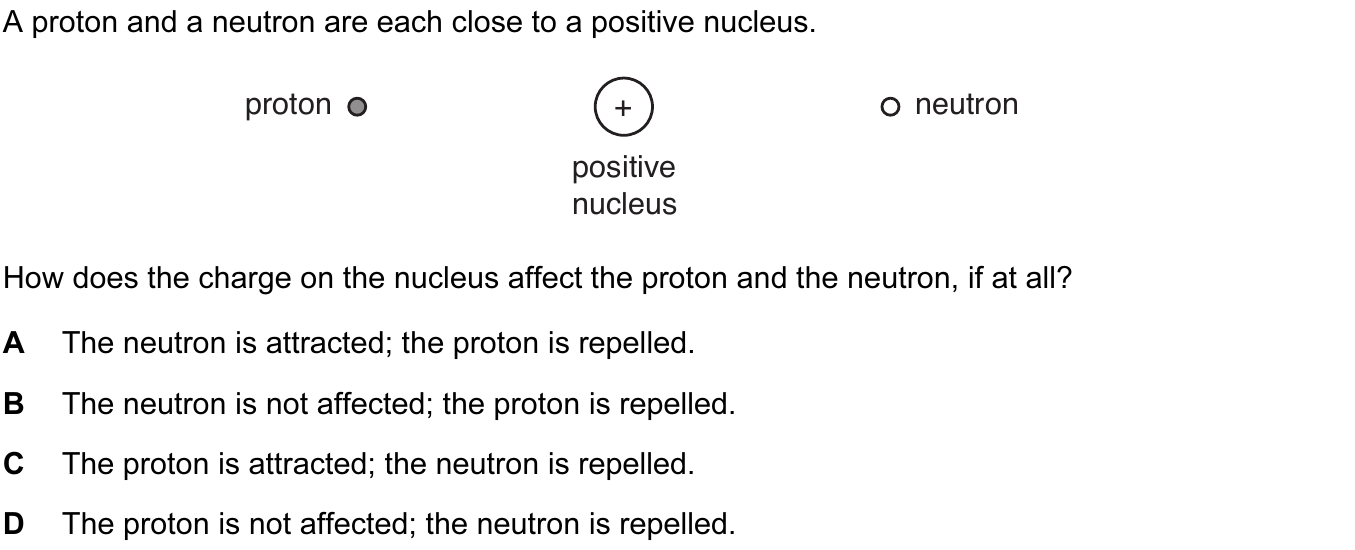 A proton and a neutron are each close to a positive nucleus.
proton + neutron
positive
nucleus
How does the charge on the nucleus affect the proton and the neutron, if at all?
A The neutron is attracted; the proton is repelled.
B The neutron is not affected; the proton is repelled.
C The proton is attracted; the neutron is repelled.
D The proton is not affected; the neutron is repelled.